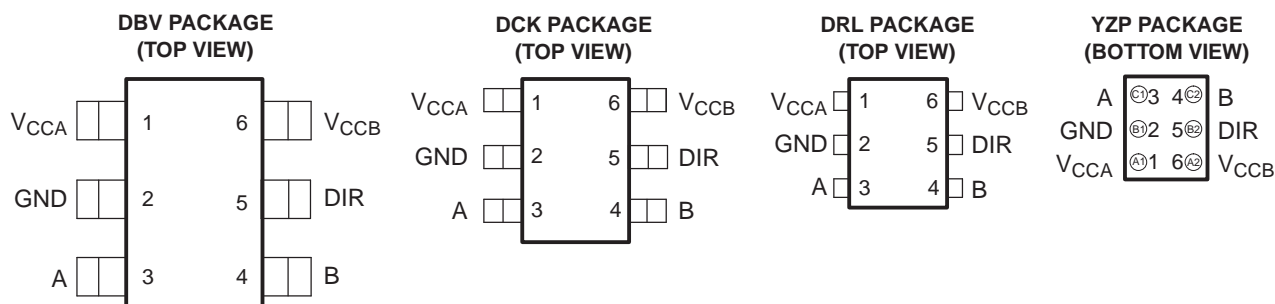 DBV PACKAGE
(TOP VIEW)
VCCA 1 6 VCCB
GND 2 5 DIR
A 3 4 B
DCK PACKAGE
(TOP VIEW)
VCCA 1 6 VCCB
GND 2 5 DIR
A 3 4 B
DRL PACKAGE
(TOP VIEW)
VCCA 1 6 VCCB
GND 2 5 DIR
A 3 4 B
YZP PACKAGE
(BOTTOM VIEW)
A C1 3 4 C2 B
GND B1 2 5 B2 DIR
VCCA A1 1 6 A2 VCCB